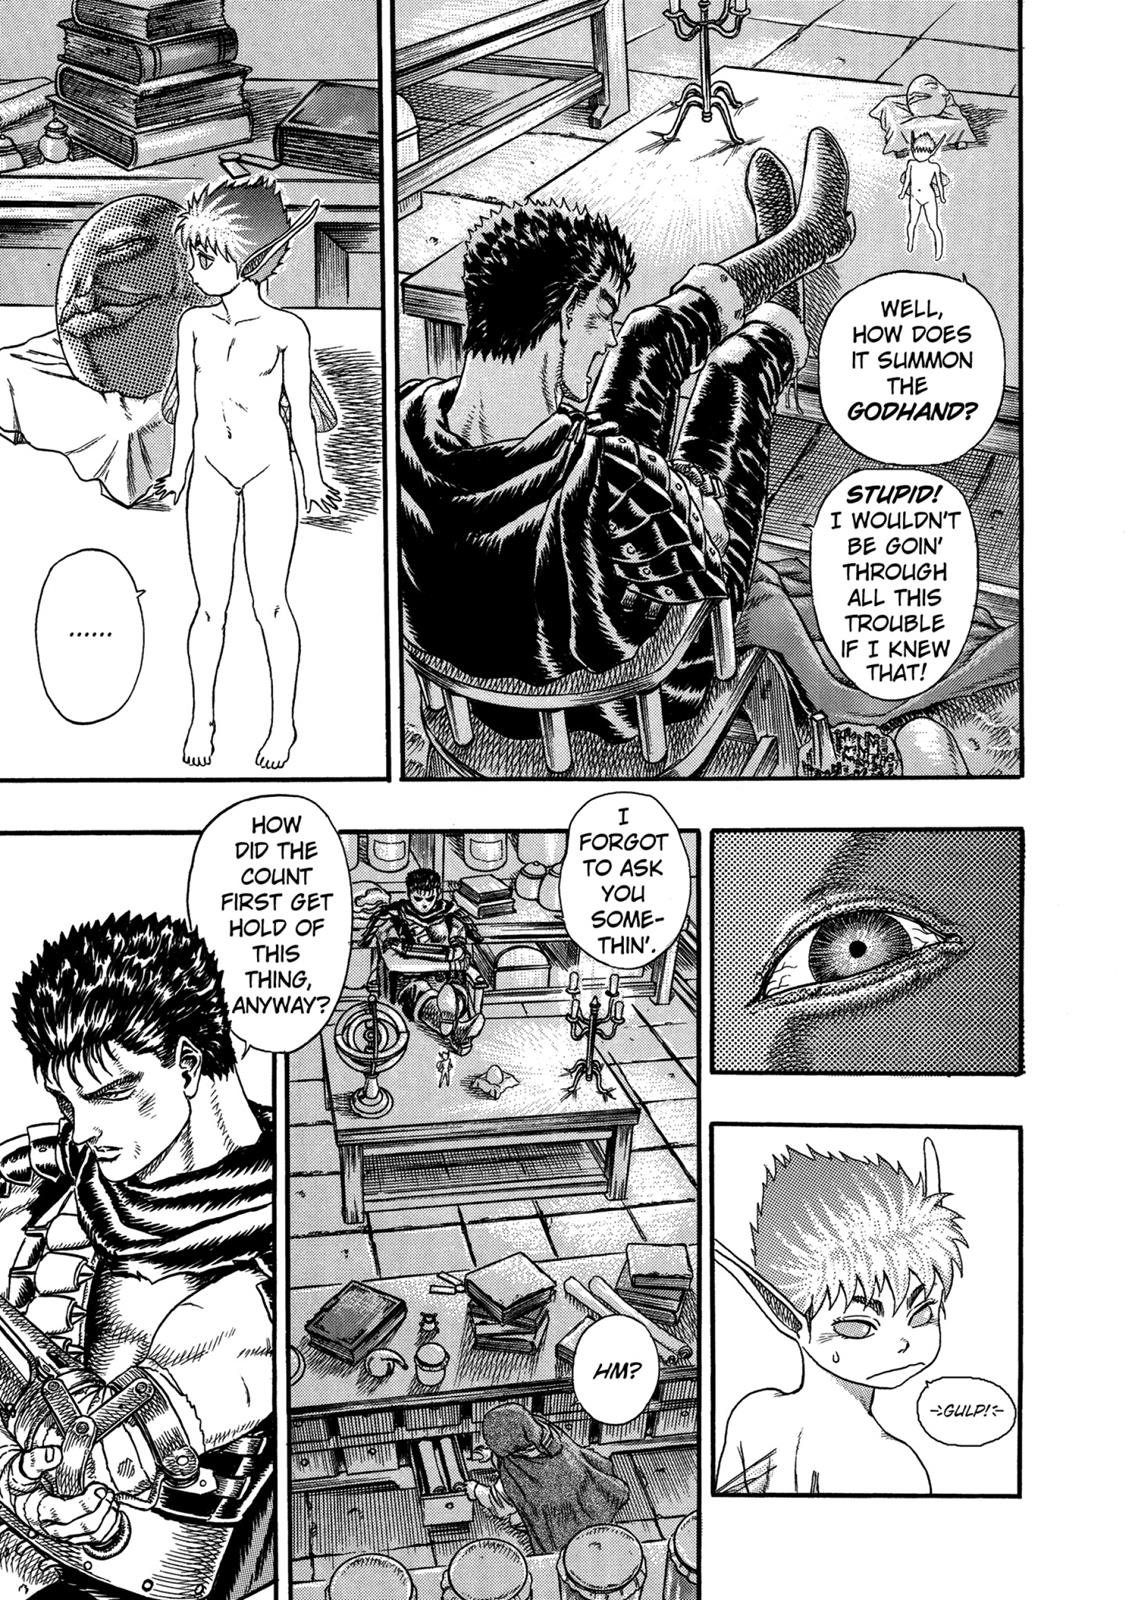 WELL,
HOW DOES
IT SUMMON
THE
GODHAND?
STUPID!
I WOULDN'T
BE GOIN'
THROUGH
ALL THIS
TROUBLE
IF I KNEW
THAT!
......
GULP!
I
FORGOT
TO ASK
YOU
SOME-
THIN'.
HM?
HOW
DID THE
COUNT
FIRST GET
HOLD OF
THIS
THING,
ANYWAY?